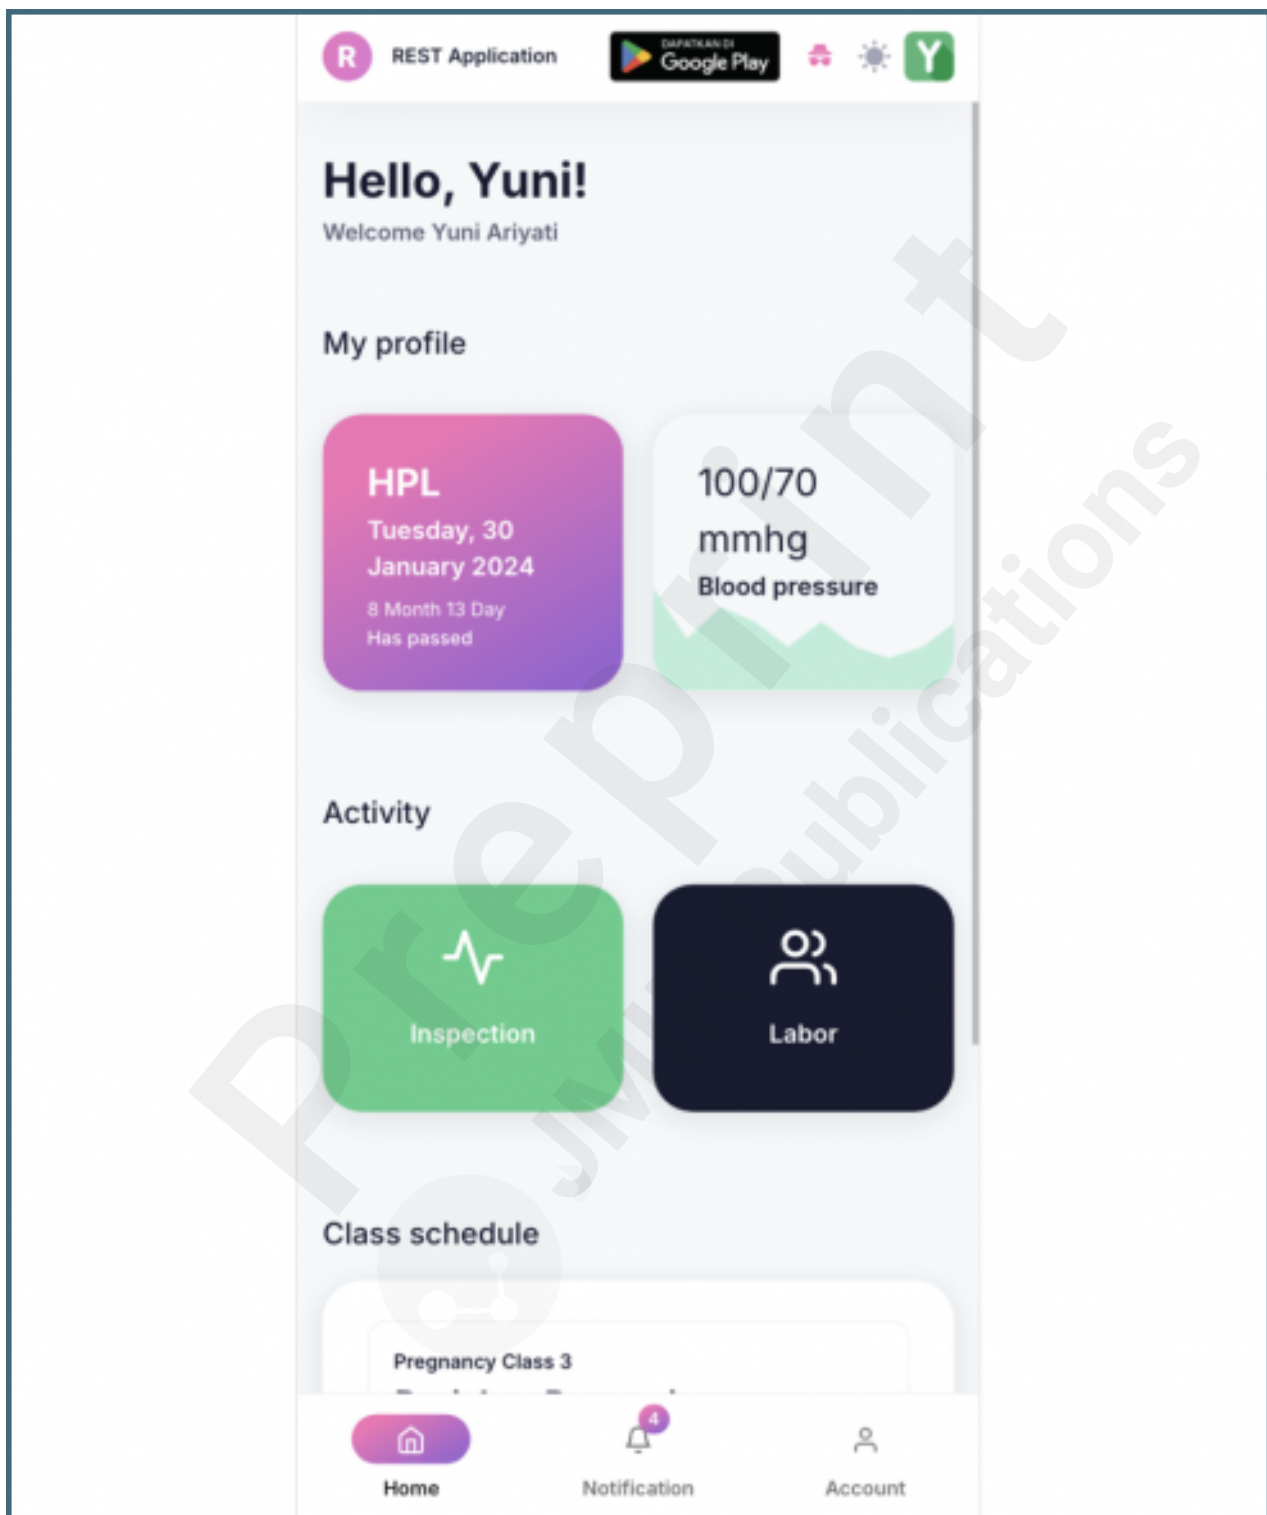 R REST Application DAPATKAN DI Google Play Y
Hello, Yuni!
Welcome Yuni Ariyati
My profile
HPL
Tuesday, 30
January 2024
8 Month 13 Day
Has passed
100/70
mmhg
Blood pressure
Activity
Inspection
Labor
Class schedule
Pregnancy Class 3
4
Home
Notification
Account
Preprint
JMIR Publications